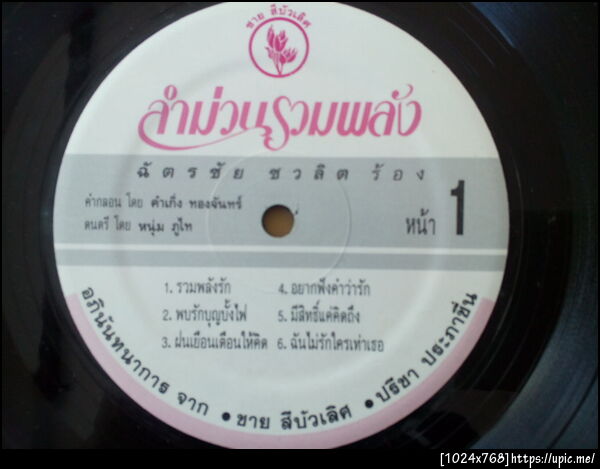 ชาย สีบัวเลิศ
ลำม่วนรวมพลัง
ฉัตรชัย ชวลิต ร้อง
คำกลอน โดย คำเกิ่ง ทองจันทร์
ดนตรี โดย หนุ่ม ภูไท
หน้า 1
1. รวมพลังรัก
2. พบรักบุญบั้งไฟ
3. ฝนเยือนเดือนให้คิด
4. อยากฟังคำว่ารัก
5. มีสิทธิ์แค่คิดถึง
6. ฉันไม่รักใครเท่าเธอ
อภินันทนาการ จาก • ชาย สีบัวเลิศ • ปรีชา ประภาชื่น
[1024x768]https://upic.me/